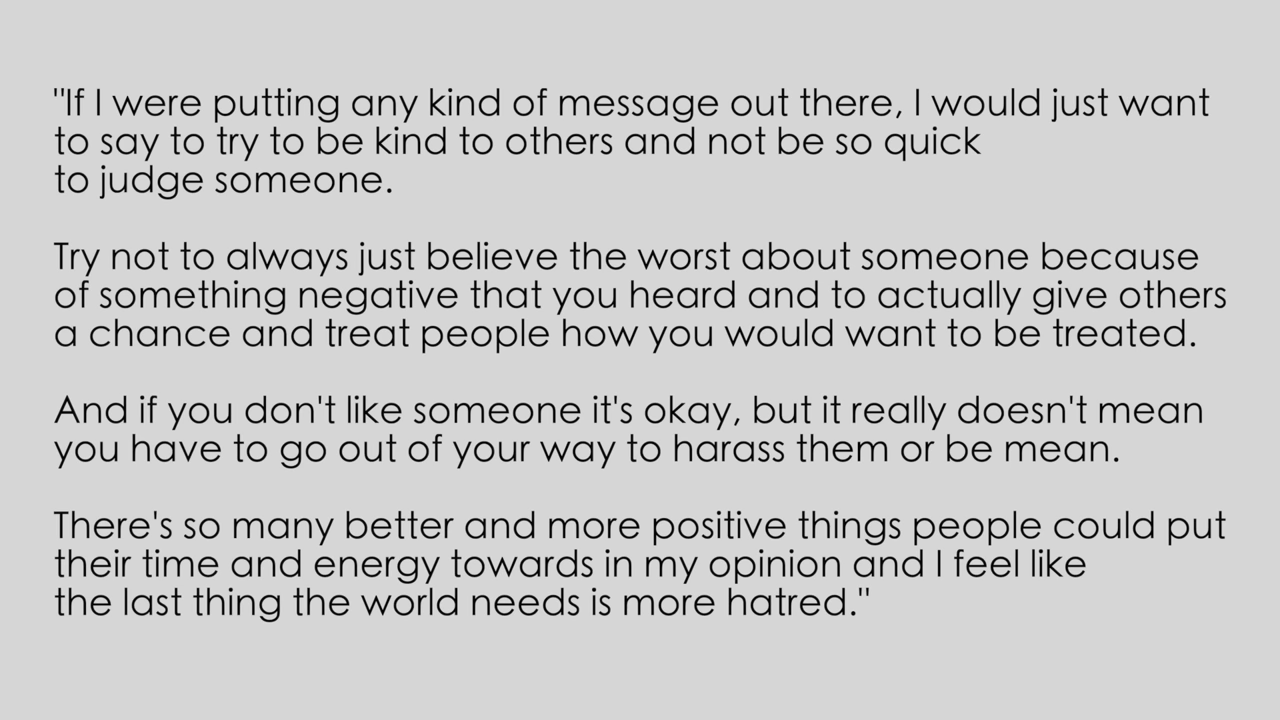 "If I were putting any kind of message out there, I would just want
to say to try to be kind to others and not be so quick
to judge someone.
Try not to always just believe the worst about someone because
of something negative that you heard and to actually give others
a chance and treat people how you would want to be treated.
And if you don't like someone it's okay, but it really doesn't mean
you have to go out of your way to harass them or be mean.
There's so many better and more positive things people could put
their time and energy towards in my opinion and I feel like
the last thing the world needs is more hatred."